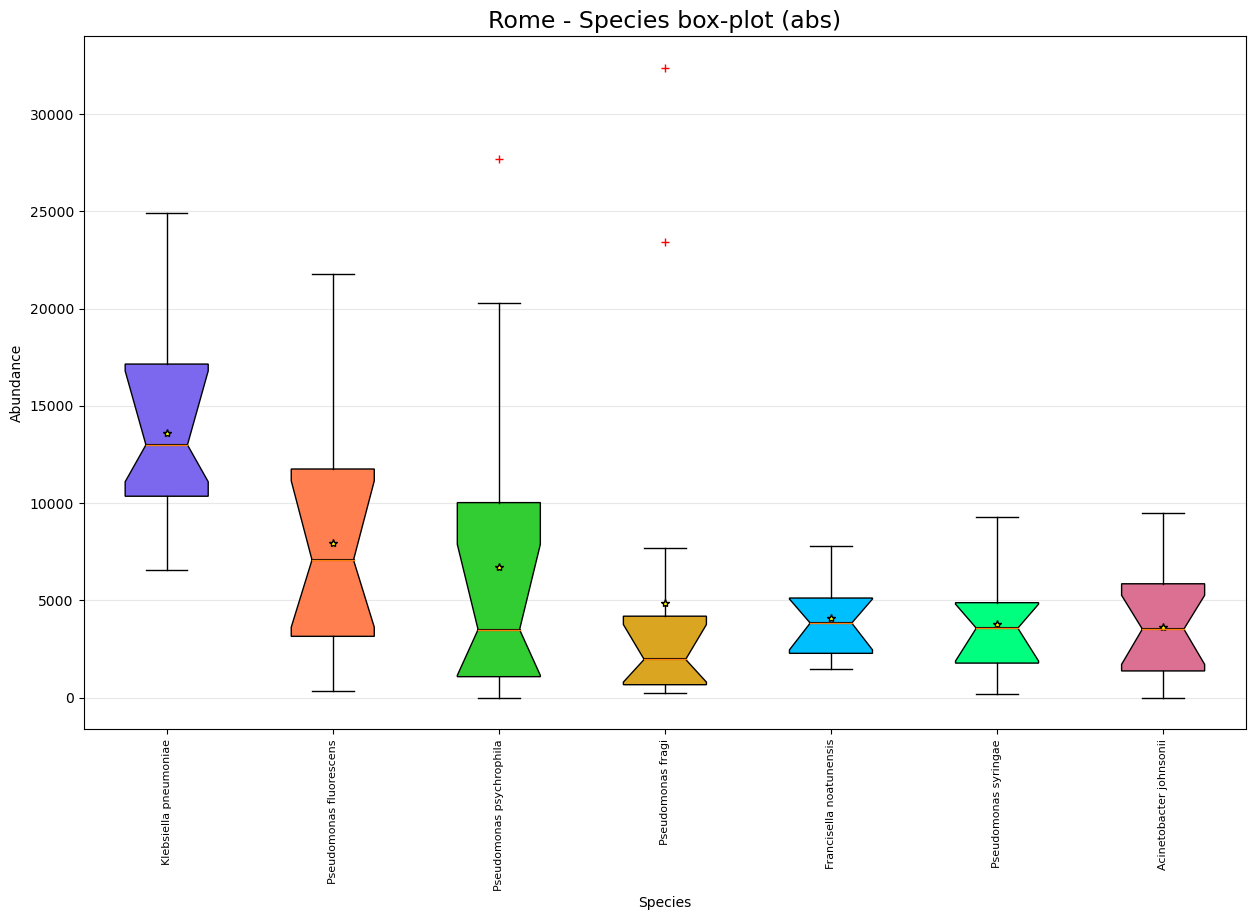 Rome - Species box-plot (abs)
Abundance
30000
25000
20000
15000
10000
5000
0
Klebsiella pneumoniae
Pseudomonas fluorescens
Pseudomonas psychrophila
Pseudomonas fragi
Francisella noatunensis
Pseudomonas syringae
Acinetobacter johnsonii
Species